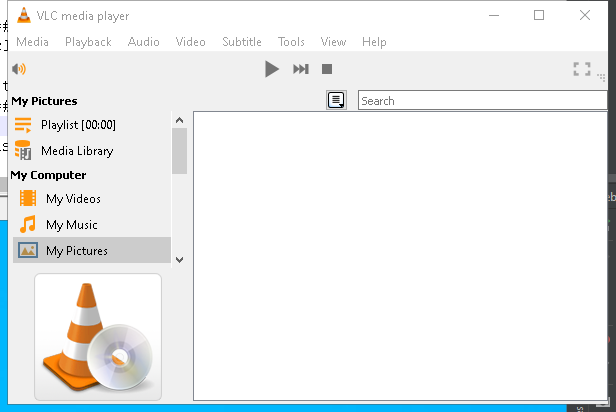 VLC media player
Media Playback Audio Video Subtitle Tools View Help
My Pictures
Search
Playlist [00:00]
Media Library
My Computer
My Videos
My Music
My Pictures